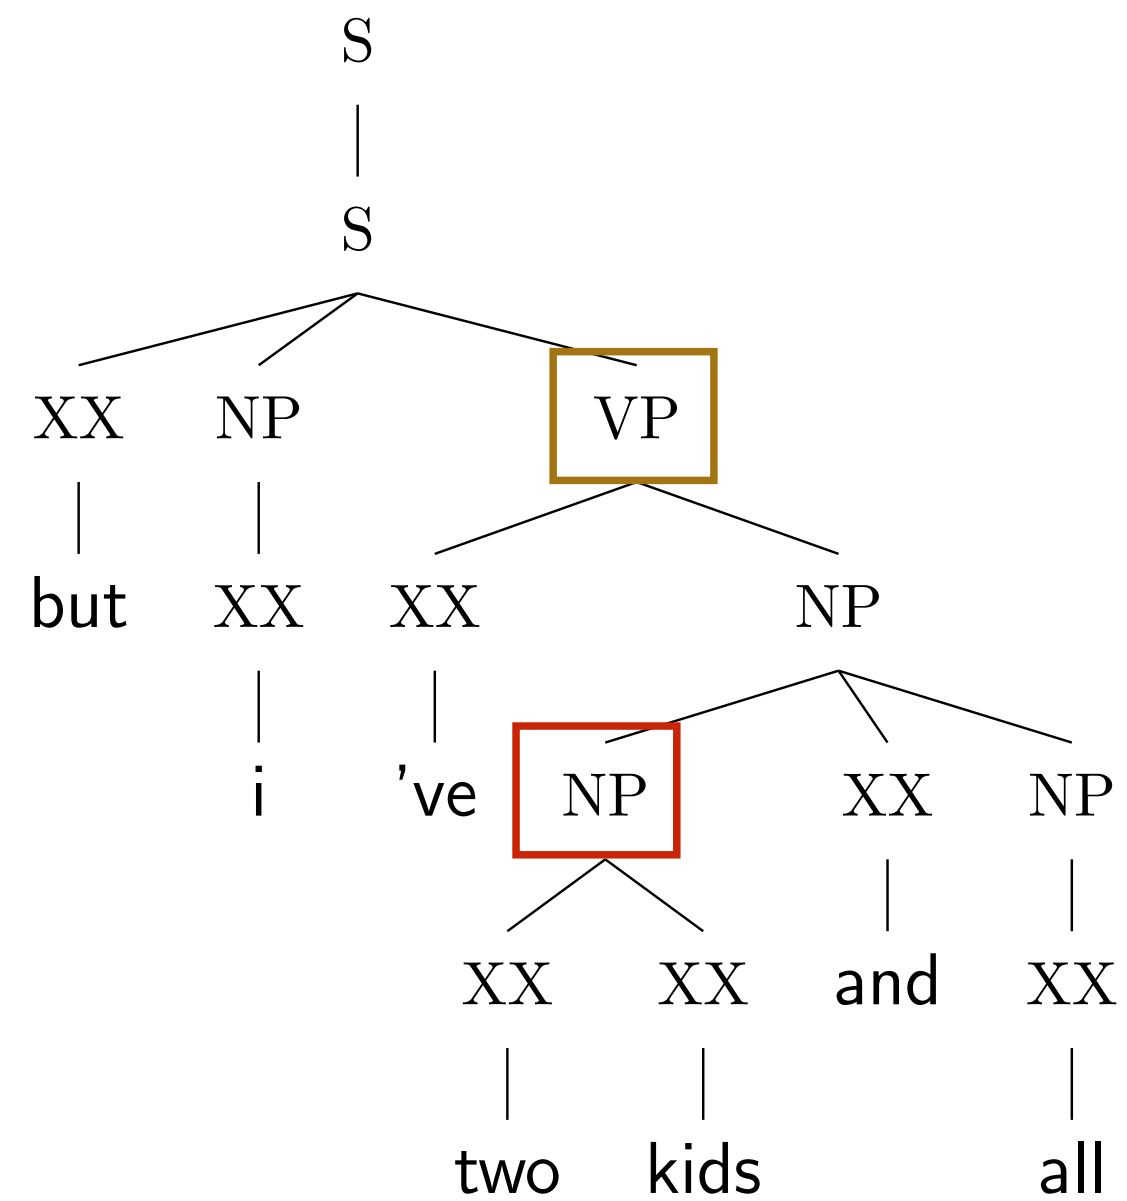 S
S
XX NP VP
but XX XX NP
i 've NP XX NP
XX XX and XX
two kids all